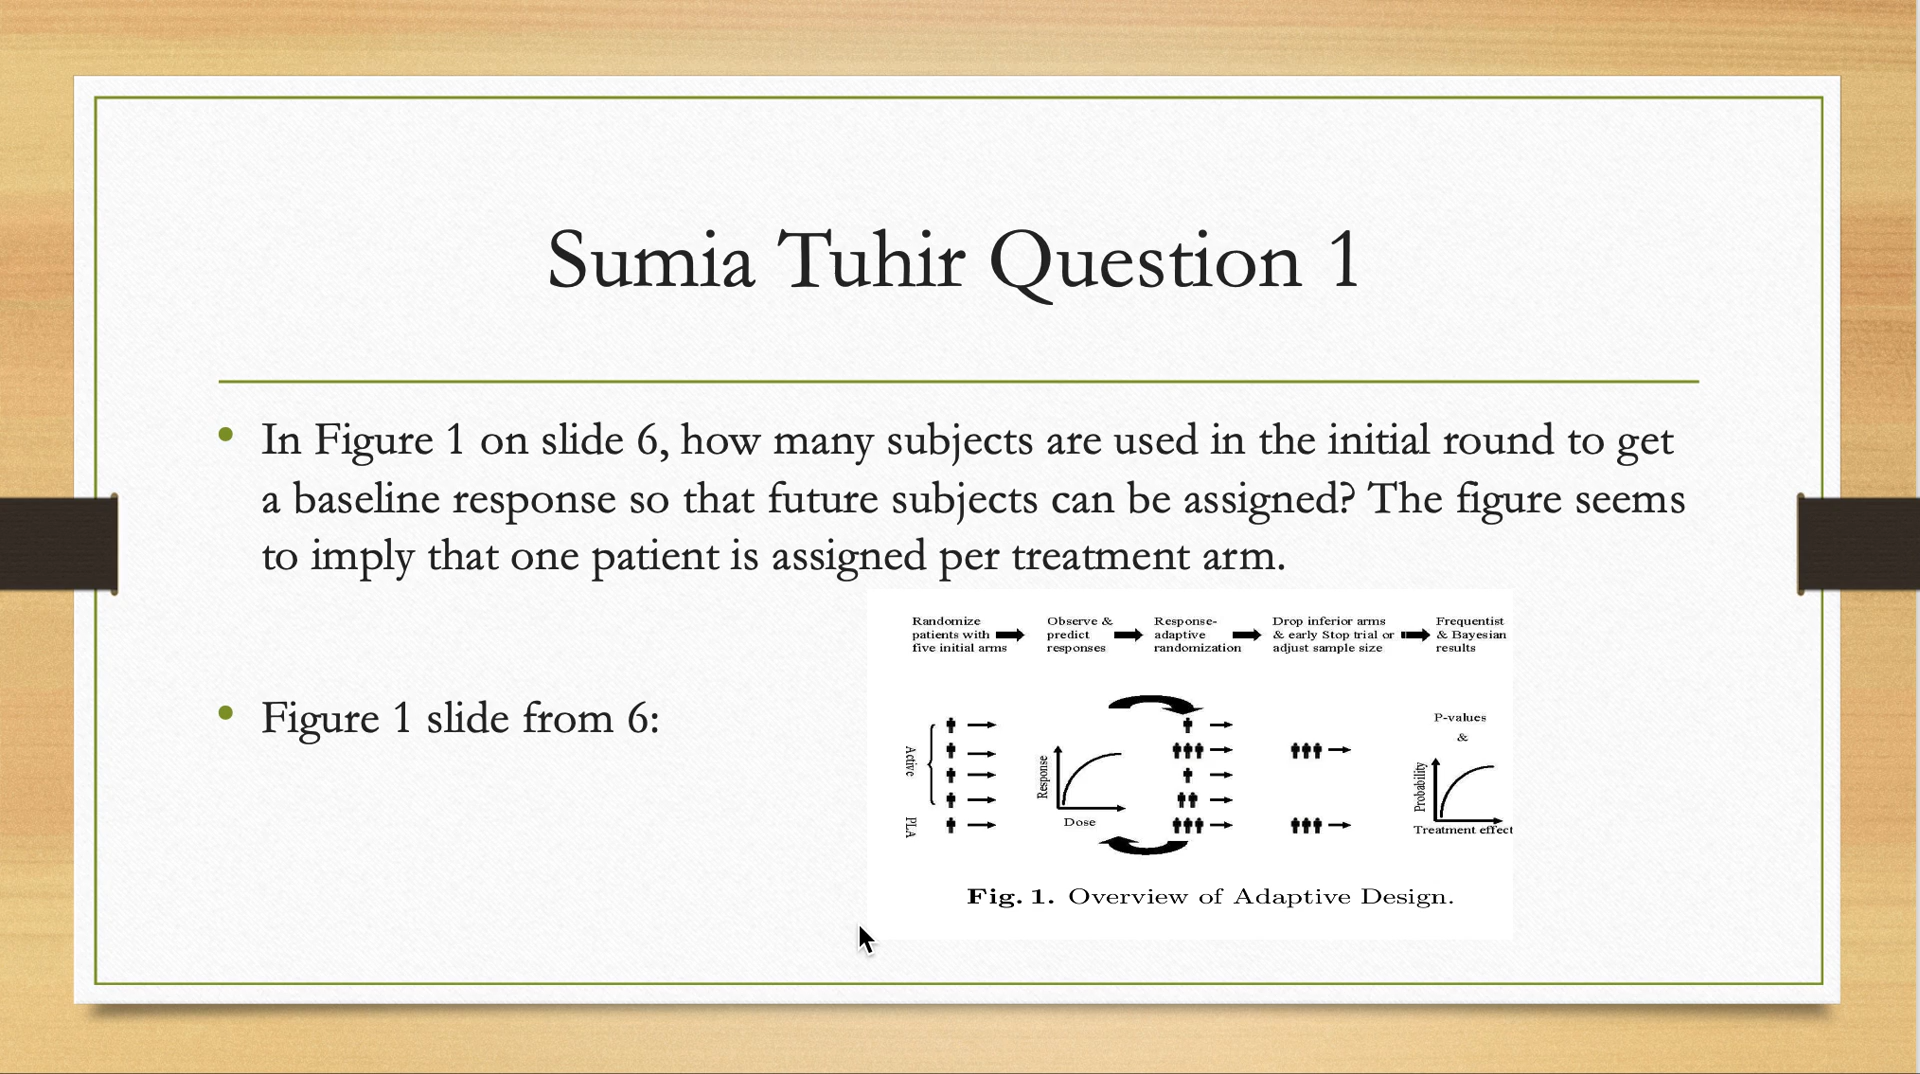 Sumia Tuhir Question 1
• In Figure 1 on slide 6, how many subjects are used in the initial round to get
a baseline response so that future subjects can be assigned? The figure seems
to imply that one patient is assigned per treatment arm.
• Figure 1 slide from 6:
Randomize
patients with
five initial arms
Observe &
predict
responses
Response-
adaptive
randomization
Drop inferior arms
& early Stop trial or
adjust sample size
Frequentist
& Bayesian
results
Active
PLA
Response
Dose
P-values
&
Probability
Treatment effect
Fig. 1. Overview of Adaptive Design.